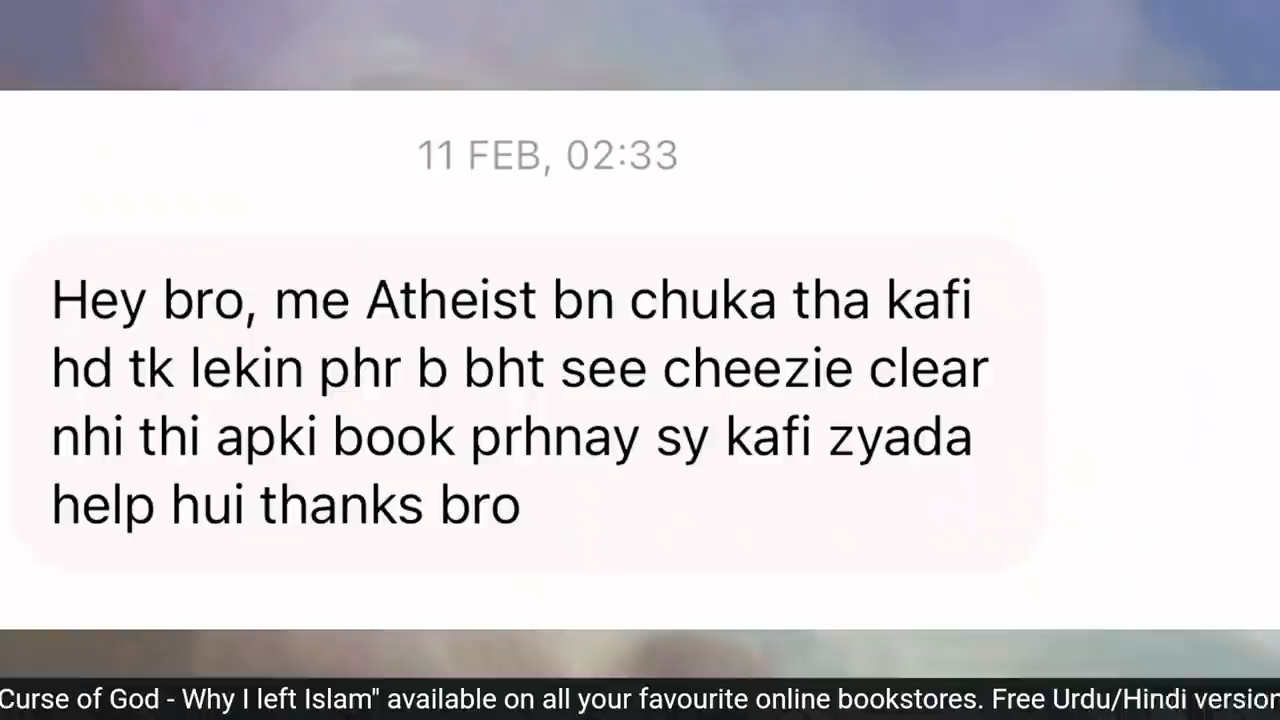 11 FEB, 02:33
Hey bro, me Atheist bn chuka tha kafi
hd tk lekin phr b bht see cheezie clear
nhi thi apki book prhnay sy kafi zyada
help hui thanks bro
Curse of God - Why I left Islam" available on all your favourite online bookstores. Free Urdu/Hindi version